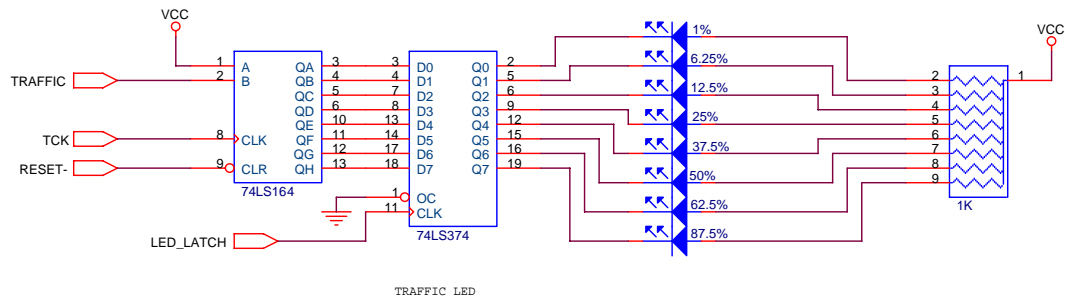 VCC
VCC
TRAFFIC
TCK
RESET-
LED_LATCH
1 A QA 3
2 B QB 4
QC 5
QD 6
QE 10
8 CLK QF 11
QG 12
9 CLR QH 13
74LS164
3 D0 Q0 2
4 D1 Q1 5
7 D2 Q2 6
8 D3 Q3 9
13 D4 Q4 12
14 D5 Q5 15
17 D6 Q6 16
18 D7 Q7 19
1 OC
11 CLK
74LS374
1%
6.25%
12.5%
25%
37.5%
50%
62.5%
87.5%
2 1
3
4
5
6
7
8
9
1K
TRAFFIC LED